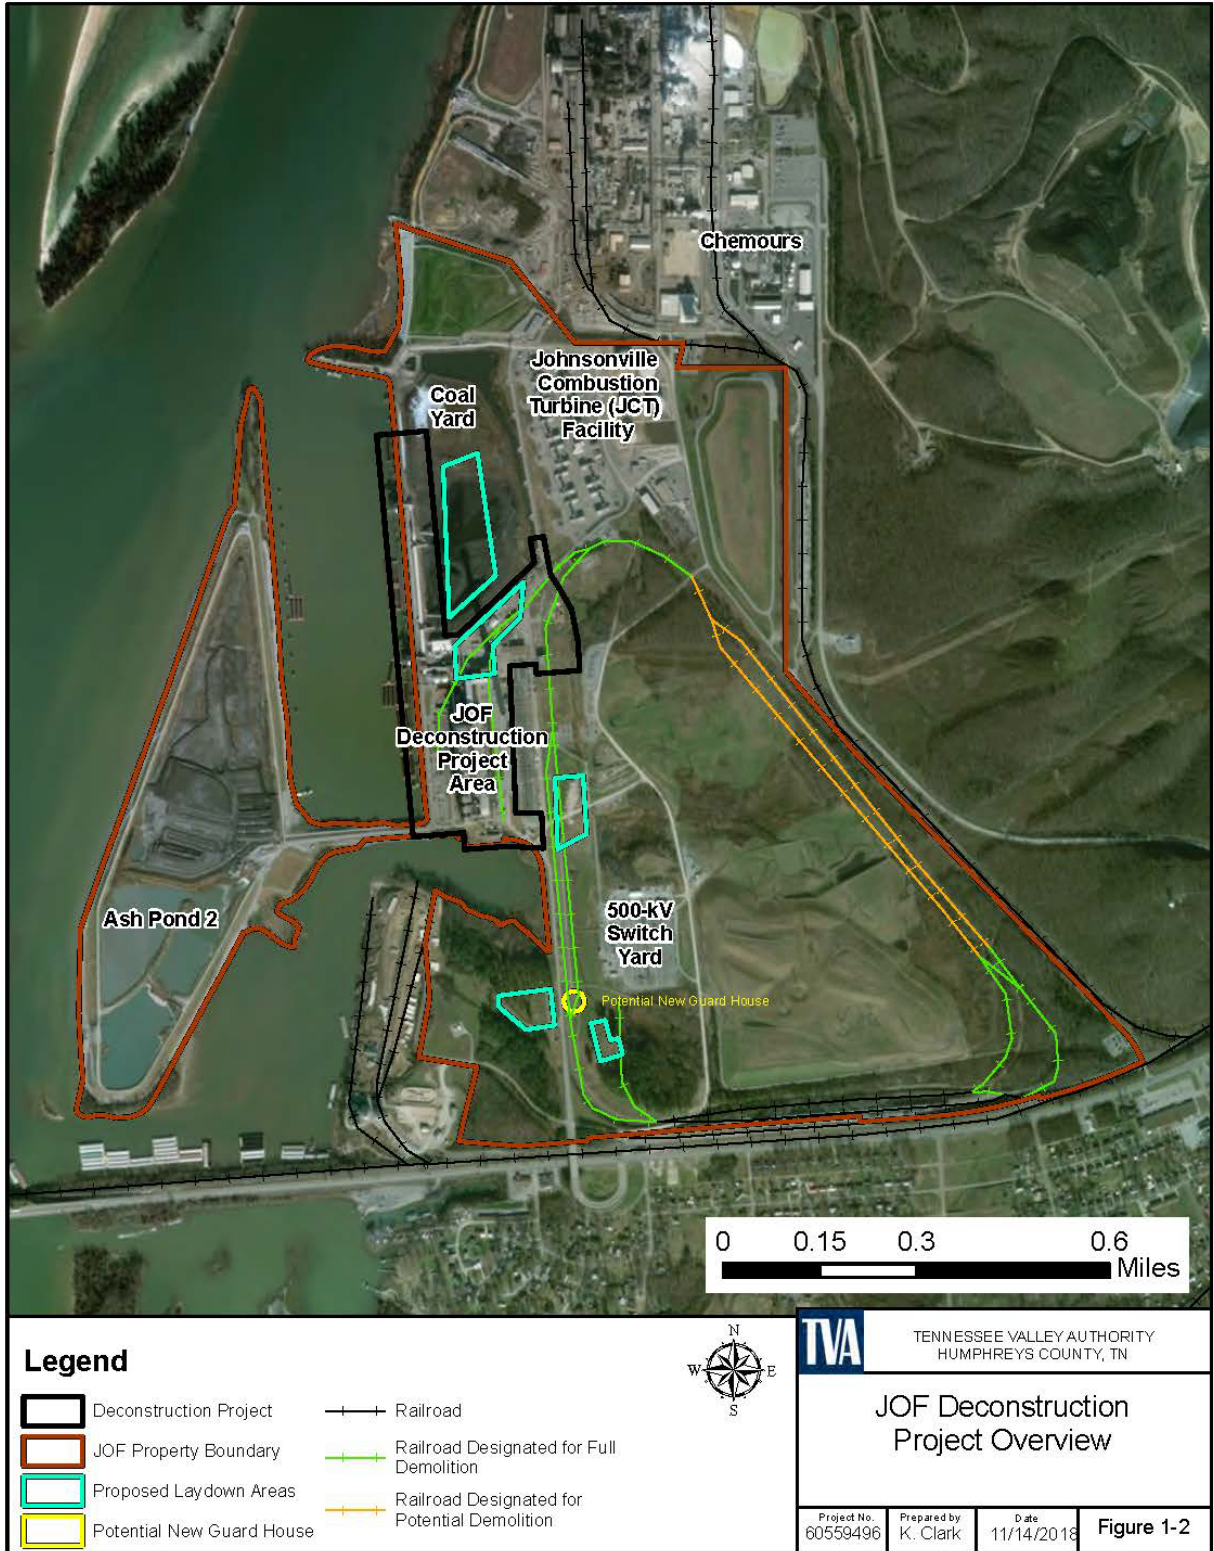 Chemours
Johnsonville
Combustion
Turbine (JCT)
Facility
Coal
Yard
JOF
Deconstruction
Project
Area
Ash Pond 2
500-kV
Switch
Yard
Potential New Guard House
0 0.15 0.3 0.6
Miles
Legend
Deconstruction Project
JOF Property Boundary
Proposed Laydown Areas
Potential New Guard House
Railroad
Railroad Designated for Full
Demolition
Railroad Designated for
Potential Demolition
N
W E
S
TVA
TENNESSEE VALLEY AUTHORITY
HUMPHREYS COUNTY, TN
JOF Deconstruction
Project Overview
Project No.
60559496
Prepared by
K. Clark
Date
11/14/2018
Figure 1-2